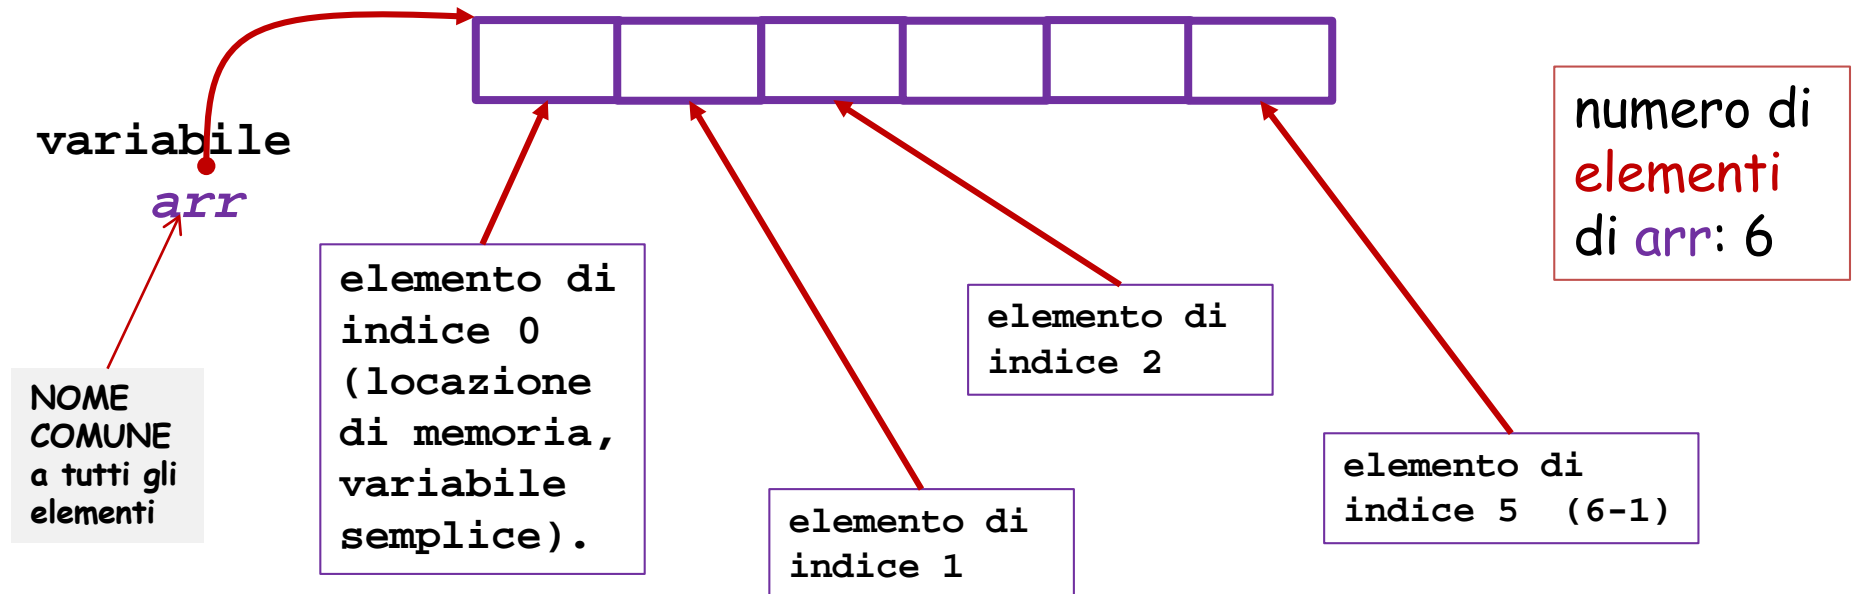 variabile
arr
NOME
COMUNE
a tutti gli
elementi
elemento di
indice 0
(locazione
di memoria,
variabile
semplice).
elemento di
indice 1
elemento di
indice 2
elemento di
indice 5 (6-1)
numero di
elementi
di arr: 6